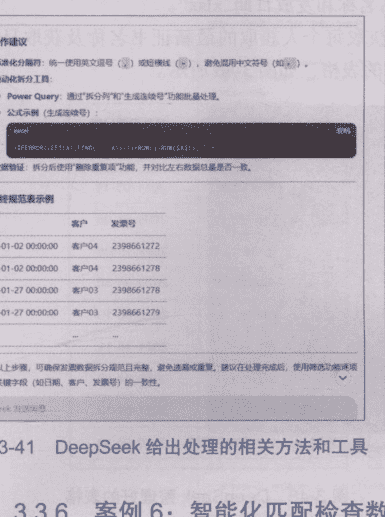 作建议
准化分隔符：统一使用英文逗号（,）或短横线（-），避免混用中文符号（如
动化拆分工具：
Power Query：通过“拆分列”和“生成连续号”功能批量处理。
公式示例（生成连续号）：
excel
据验证：拆分后使用“删除重复项”功能，并对比左右数据总量是否一致。
终规范表示例
客户 发票号
-01-02 00:00:00 客户04 2398661272
-01-02 00:00:00 客户04 2398661278
-01-27 00:00:00 客户03 2398661278
-01-27 00:00:00 客户03 2398661279
... ...
以上步骤，可确保发票数据拆分规范且完整，避免遗漏或重复。建议在处理完成后，使用筛选功能逐项
关键字段（如日期、客户、发票号）的一致性。
3-41 DeepSeek 给出处理的相关方法和工具
3.3.6 案例 6：智能化匹配检查数